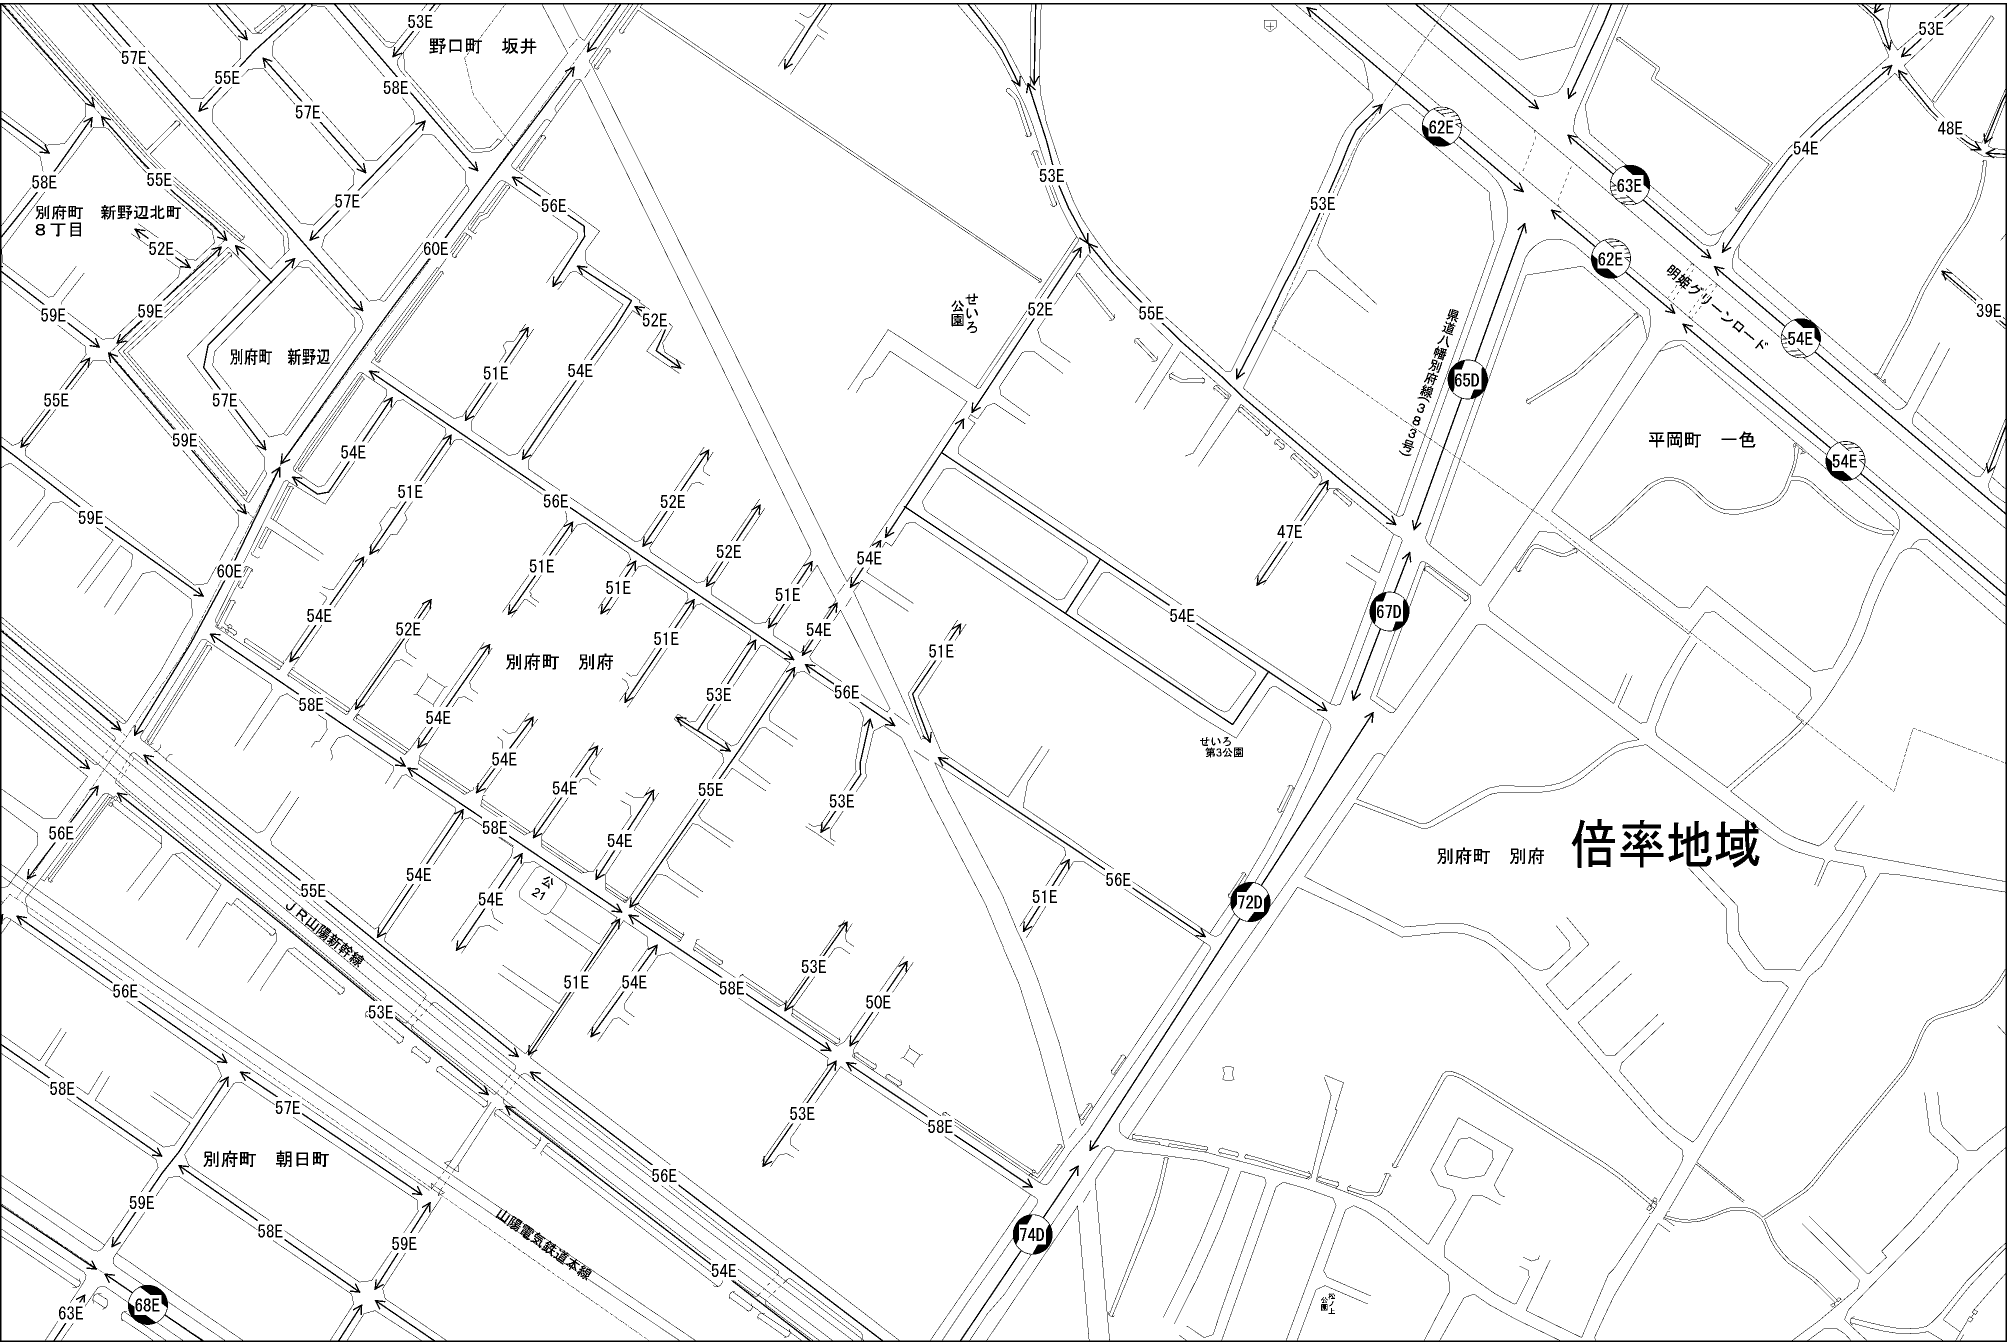 53E
野口町 坂井
53E
57E
55E
58E
57E
62E
48E
54E
58E
55E
53E
63E
別府町 新野辺北町
8丁目
57E
56E
53E
52E
60E
62E
明姫グリーンロード
59E
59E
せいろ
公園
52E
55E
39E
52E
県道八幡別府線(383号)
54E
別府町 新野辺
51E
54E
65D
55E
57E
59E
54E
平岡町 一色
54E
51E
56E
52E
59E
47E
52E
54E
60E
51E
51E
51E
67D
54E
52E
54E
54E
51E
51E
別府町 別府
58E
54E
53E
56E
54E
せいろ
第3公園
55E
54E
53E
56E
58E
54E
倍率地域
別府町 別府
55E
54E
56E
公
21
54E
51E
72D
JR山陽新幹線
53E
56E
51E
54E
58E
50E
53E
58E
57E
53E
58E
別府町 朝日町
56E
59E
58E
59E
山陽電気鉄道本線
74D
54E
68E
63E
松ノ上
公園